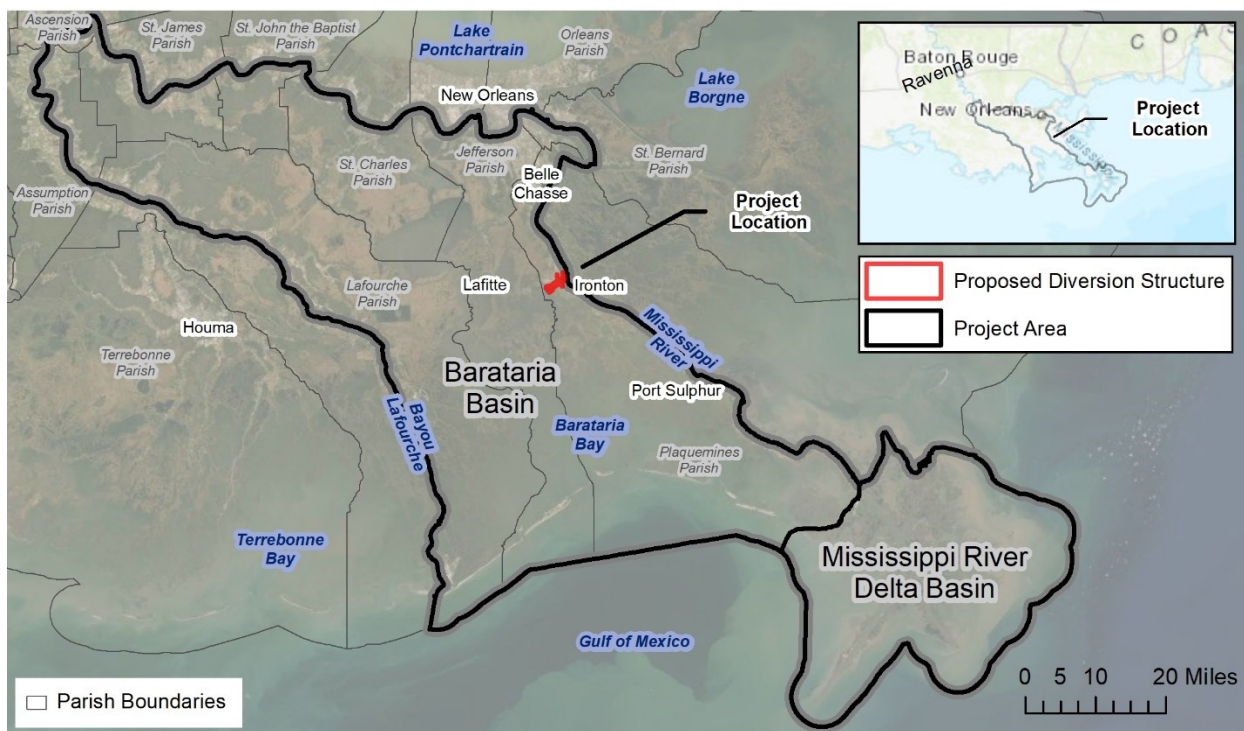 Ascension
Parish
St. James
Parish
St. John the Baptist
Parish
Lake
Pontchartrain
Orleans
Parish
Lake
Borgne
New Orleans
St. Charles
Parish
Jefferson
Parish
St. Bernard
Parish
Belle
Chasse
Assumption
Parish
Project
Location
Lafourche
Parish
Lafitte
Ironton
Houma
Terrebonne
Parish
Mississippi
River
Barataria
Basin
Port Sulphur
Bayou
Lafourche
Barataria
Bay
Plaquemines
Parish
Terrebonne
Bay
Mississippi River
Delta Basin
Gulf of Mexico
Parish Boundaries
0 5 10 20 Miles
Baton Rouge
Ravenna
New Orleans
C O A S
Project
Location
Mississippi
Proposed Diversion Structure
Project Area